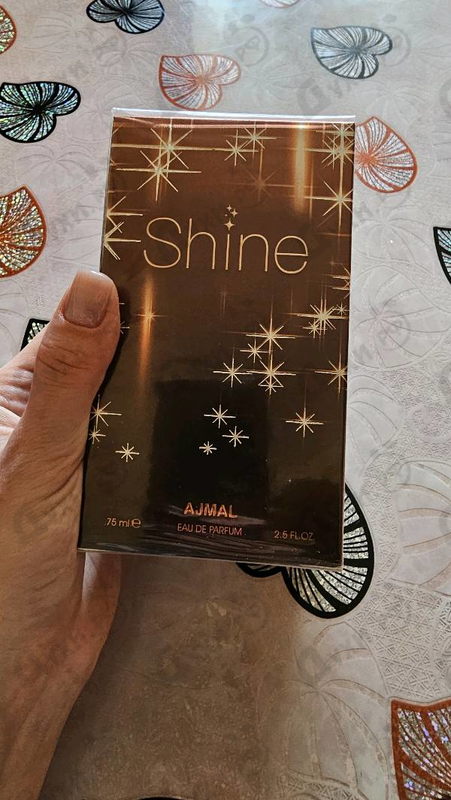 Shine
75 ml e
AJMAL
EAU DE PARFUM
2.5 FL.OZ